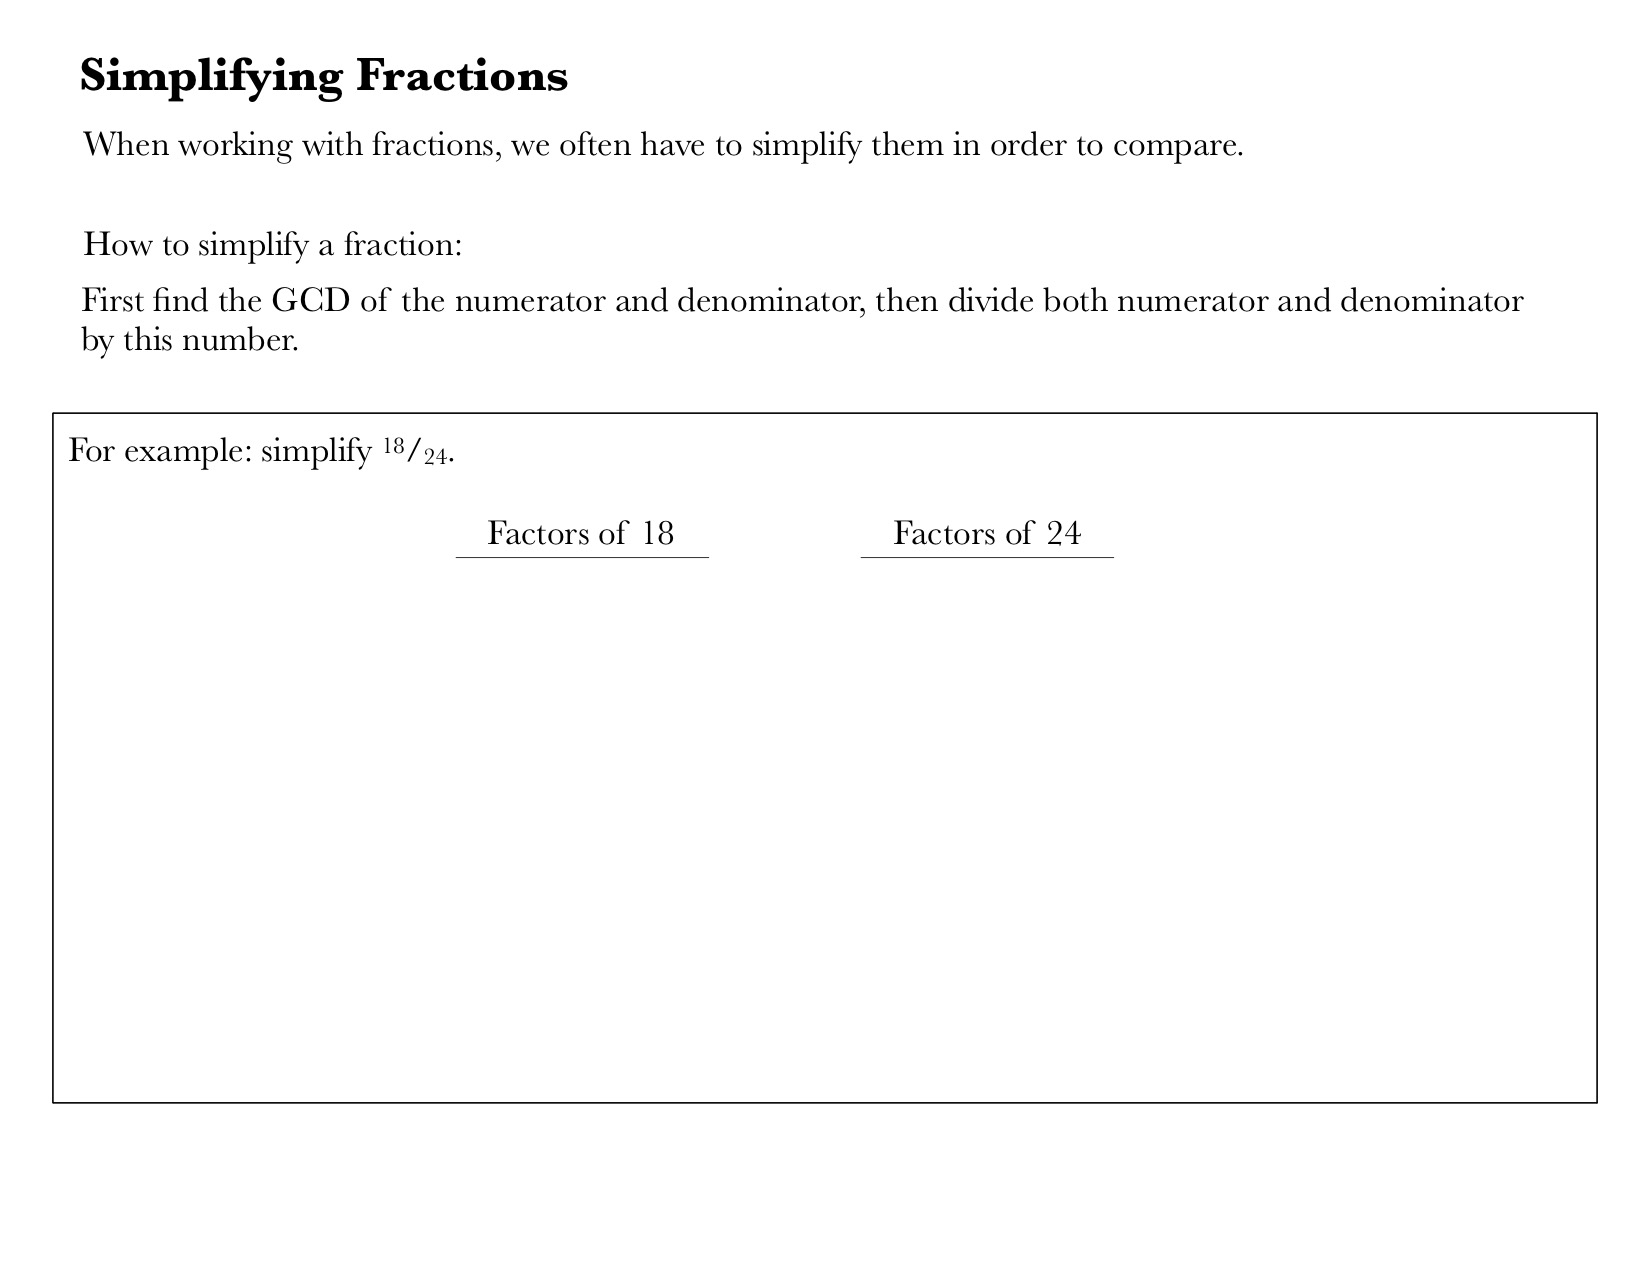 Simplifying Fractions
When working with fractions, we often have to simplify them in order to compare.
How to simplify a fraction:
First find the GCD of the numerator and denominator, then divide both numerator and denominator
by this number.
For example: simplify 18/24.
Factors of 18
Factors of 24